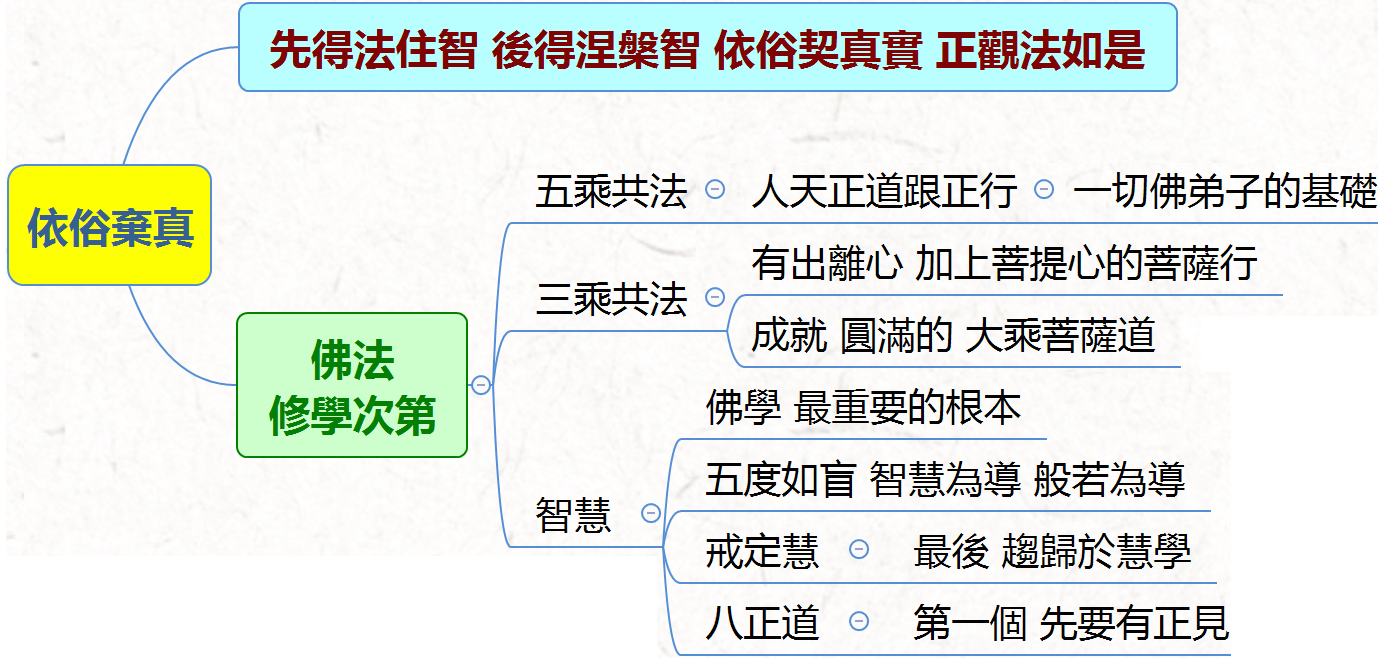 先得法住智 後得涅槃智 依俗契真實 正觀法如是
依俗棄真
五乘共法 人天正道跟正行 一切佛弟子的基礎
三乘共法
有出離心 加上菩提心的菩薩行
成就 圓滿的 大乘菩薩道
佛法
修學次第
智慧
佛學 最重要的根本
五度如盲 智慧為導 般若為導
戒定慧 最後 趨歸於慧學
八正道 第一個 先要有正見